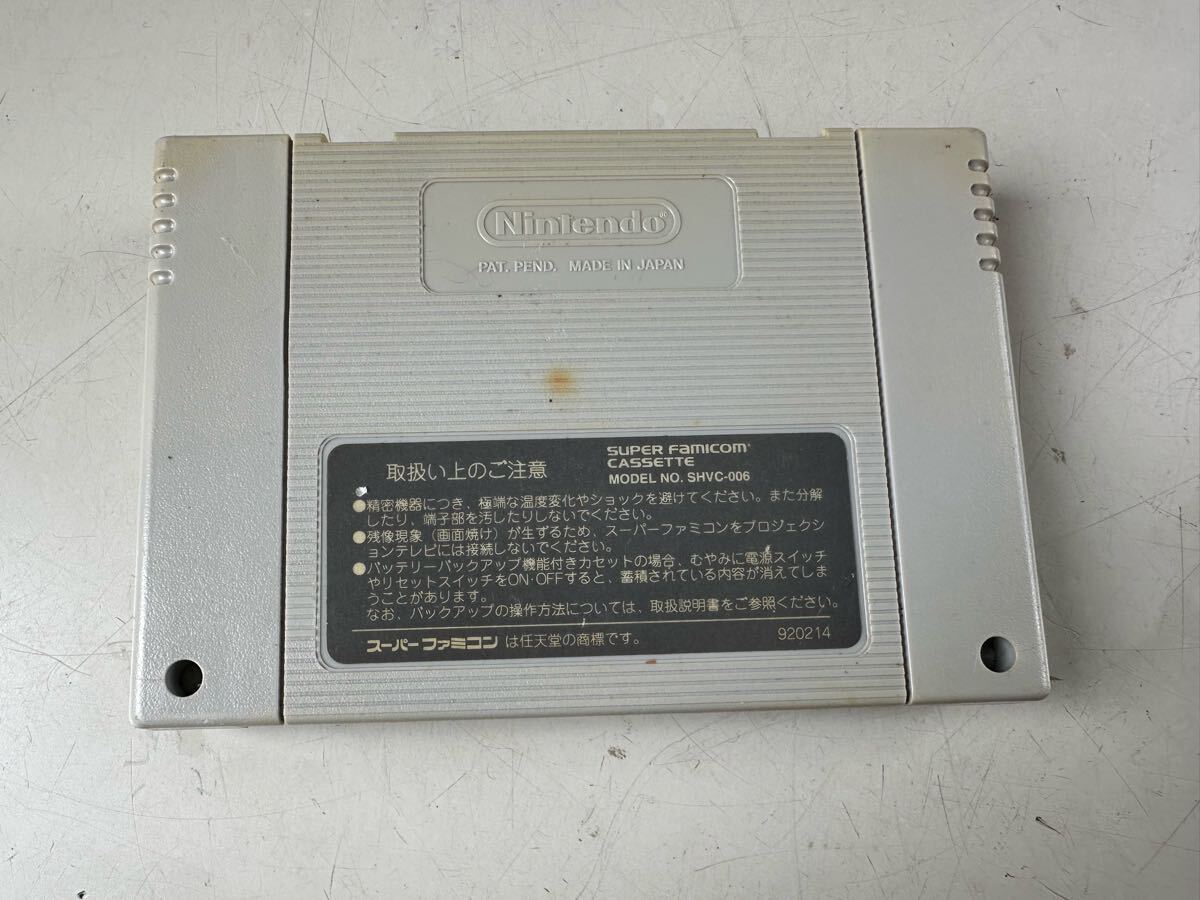 Nintendo
PAT. PEND. MADE IN JAPAN
取扱い上のご注意
SUPER FAMICOM
CASSETTE
MODEL NO. SHVC-006
●精密機器につき、極端な温度変化やショックを避けてください。また分解
したり、端子部を汚したりしないでください。
●残像現象（画面焼け）が生ずるため、スーパーファミコンをプロジェクシ
ョンテレビには接続しないでください。
●バッテリーバックアップ機能付きカセットの場合、むやみに電源スイッチ
やリセットスイッチをON・OFFすると、蓄積されている内容が消えてしま
うことがあります。
なお、バックアップの操作方法については、取扱説明書をご参照ください。
スーパーファミコン は任天堂の商標です。
920214